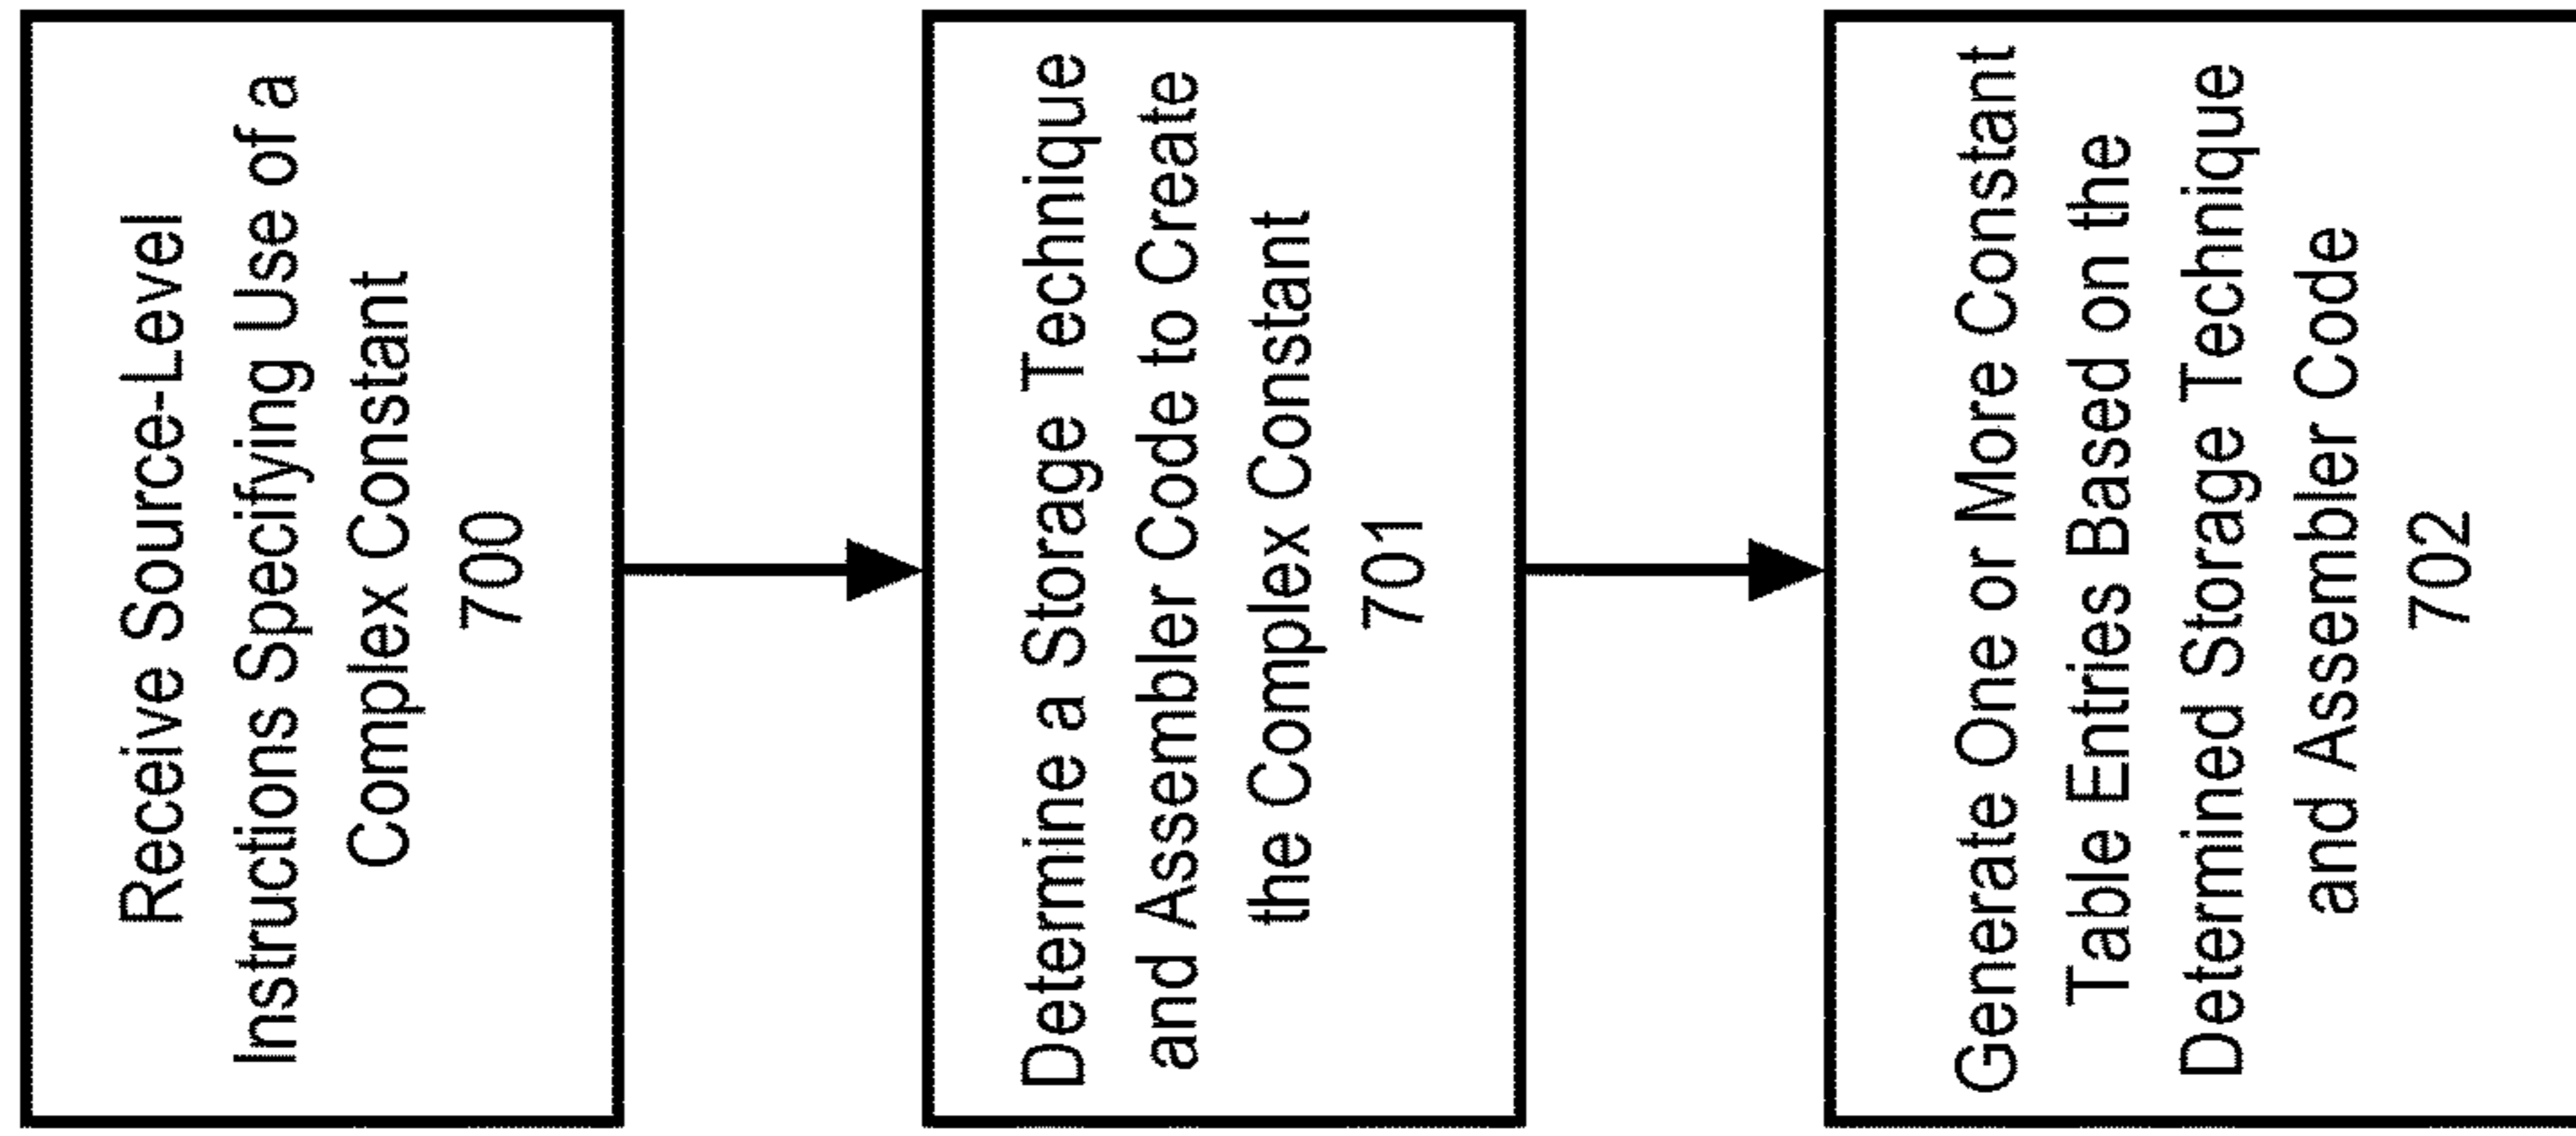 Receive Source-Level
Instructions Specifying Use of a
Complex Constant
700
Determine a Storage Technique
and Assembler Code to Create
the Complex Constant
701
Generate One or More Constant
Table Entries Based on the
Determined Storage Technique
and Assembler Code
702